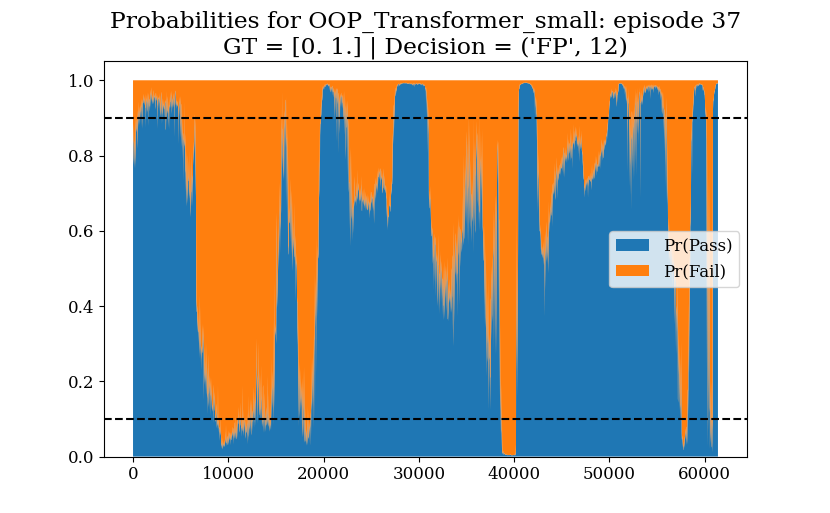 Probabilities for OOP_Transformer_small: episode 37
GT = [0. 1.] | Decision = ('FP', 12)
1.0
0.8
0.6
0.4
0.2
0.0
Pr(Pass)
Pr(Fail)
0 10000 20000 30000 40000 50000 60000